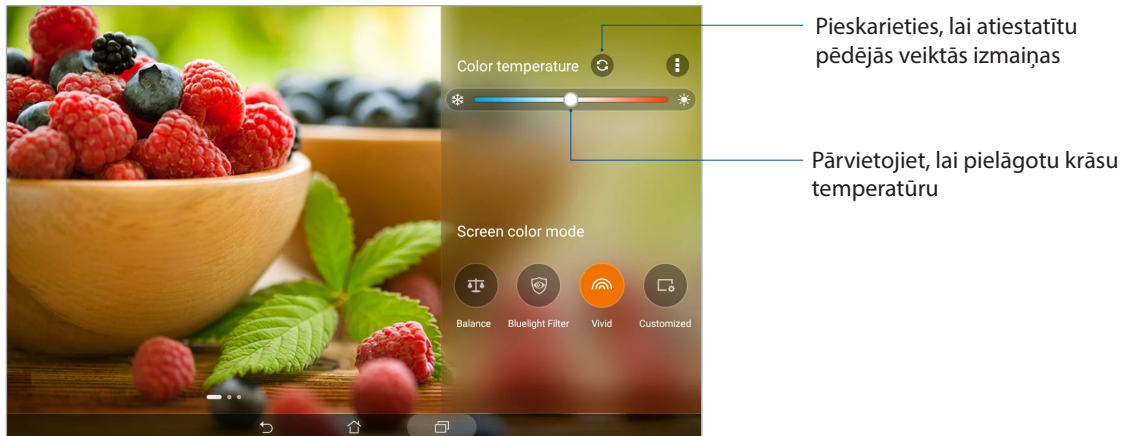 Pieskarieties, lai atiestatītu
pēdējās veiktās izmaiņas
Color temperature
Pārvietojiet, lai pielāgotu krāsu
temperatūru
Screen color mode
Balance Bluelight Filter Vivid Customized